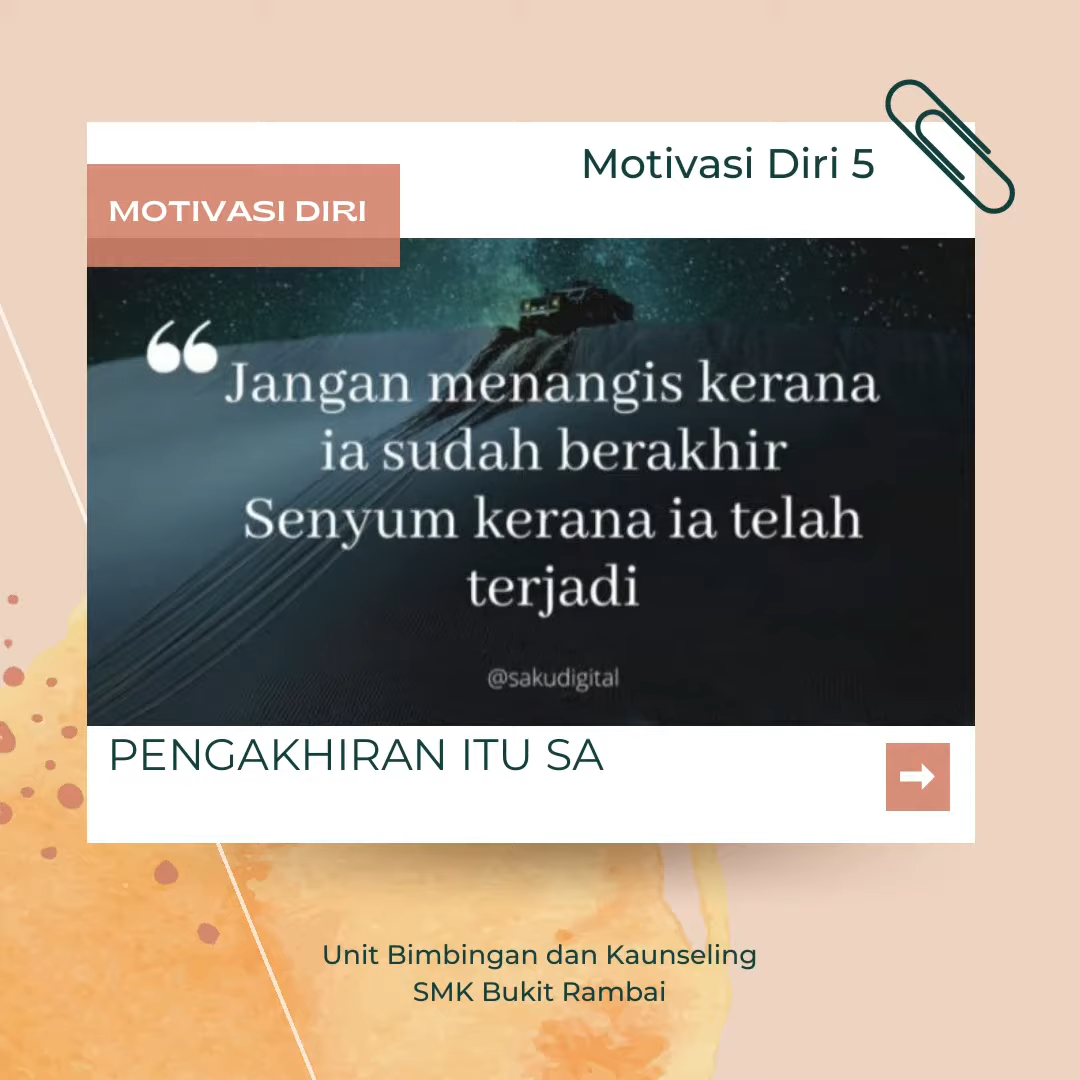 Motivasi Diri 5
MOTIVASI DIRI
“
Jangan menangis kerana
ia sudah berakhir
Senyum kerana ia telah
terjadi
@sakudigital
PENGAKHIRAN ITU SA
Unit Bimbingan dan Kaunseling
SMK Bukit Rambai